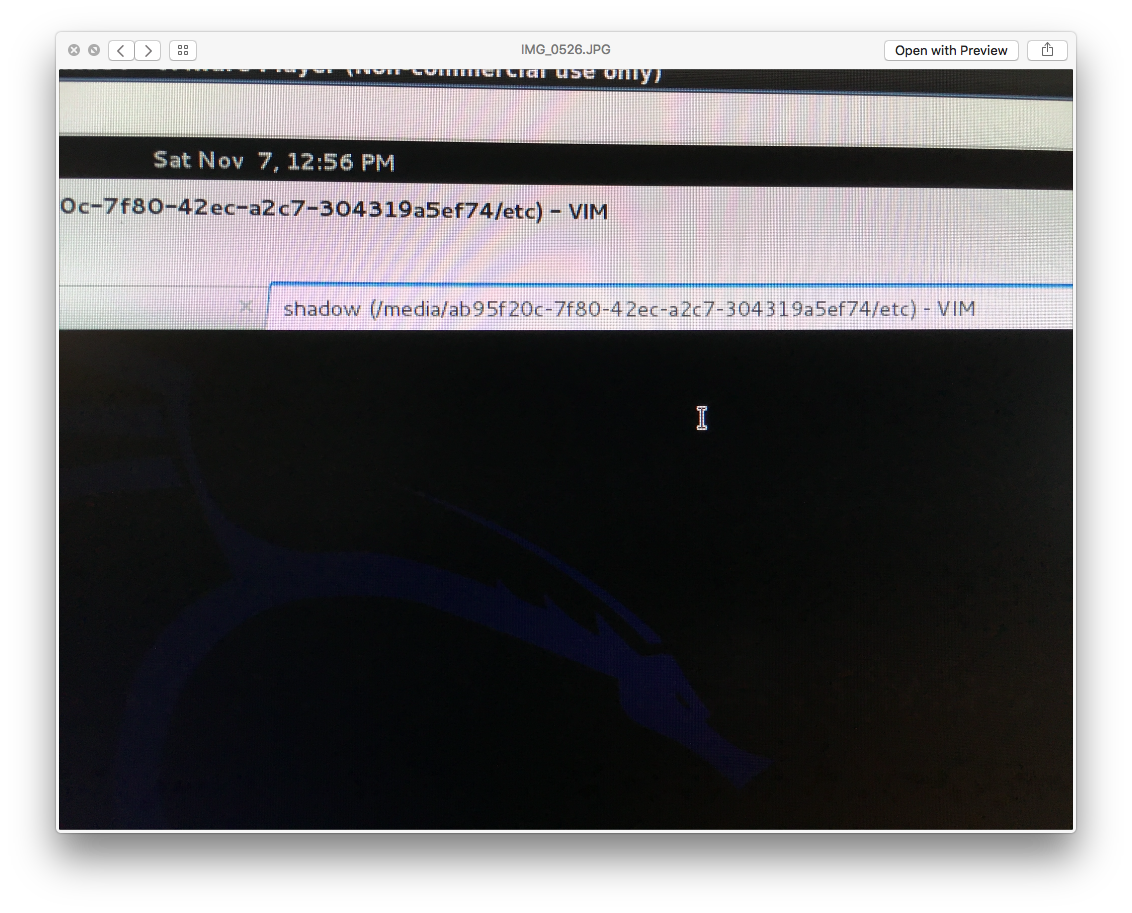 IMG_0526.JPG
Open with Preview
Player (Non-commercial use only)
Sat Nov 7, 12:56 PM
0c-7f80-42ec-a2c7-304319a5ef74/etc) - VIM
shadow (/media/ab95f20c-7f80-42ec-a2c7-304319a5ef74/etc) - VIM